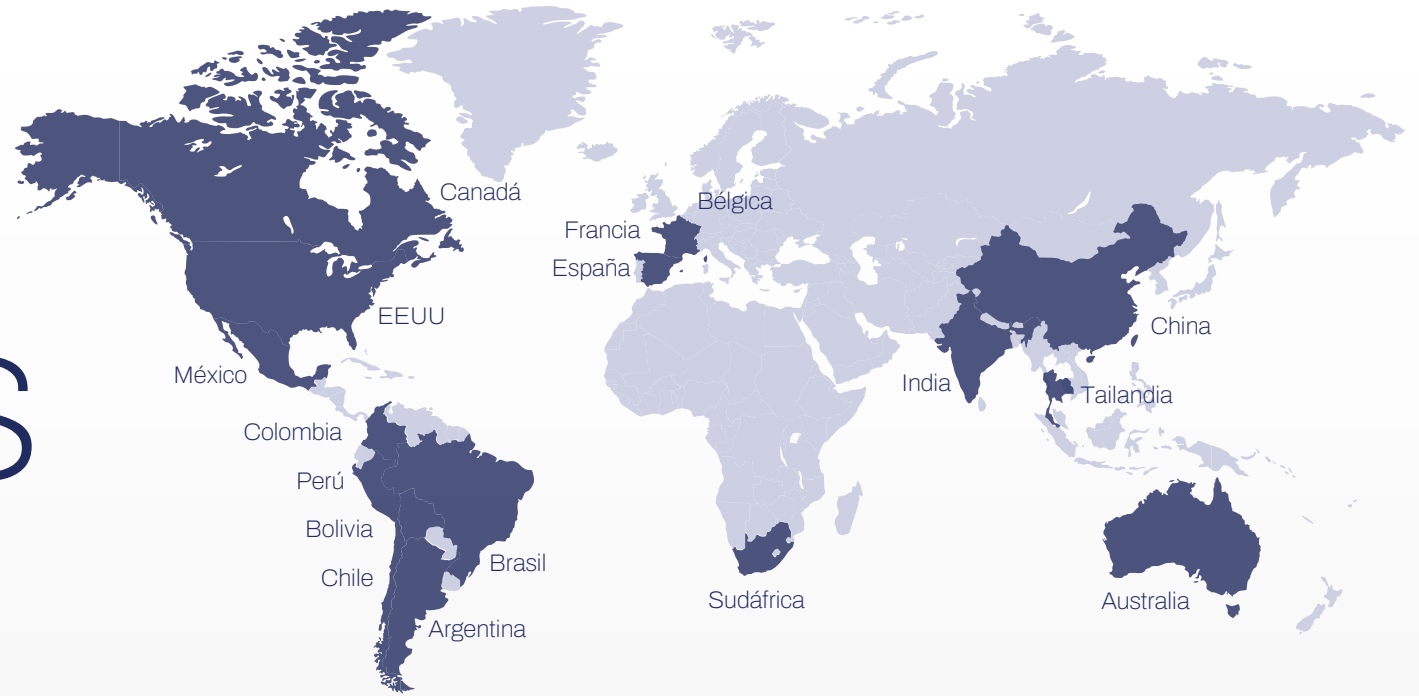 Canadá
Bélgica
Francia
España
EEUU
China
México
India
Tailandia
Colombia
Perú
Bolivia
Brasil
Chile
Sudáfrica
Australia
Argentina
S